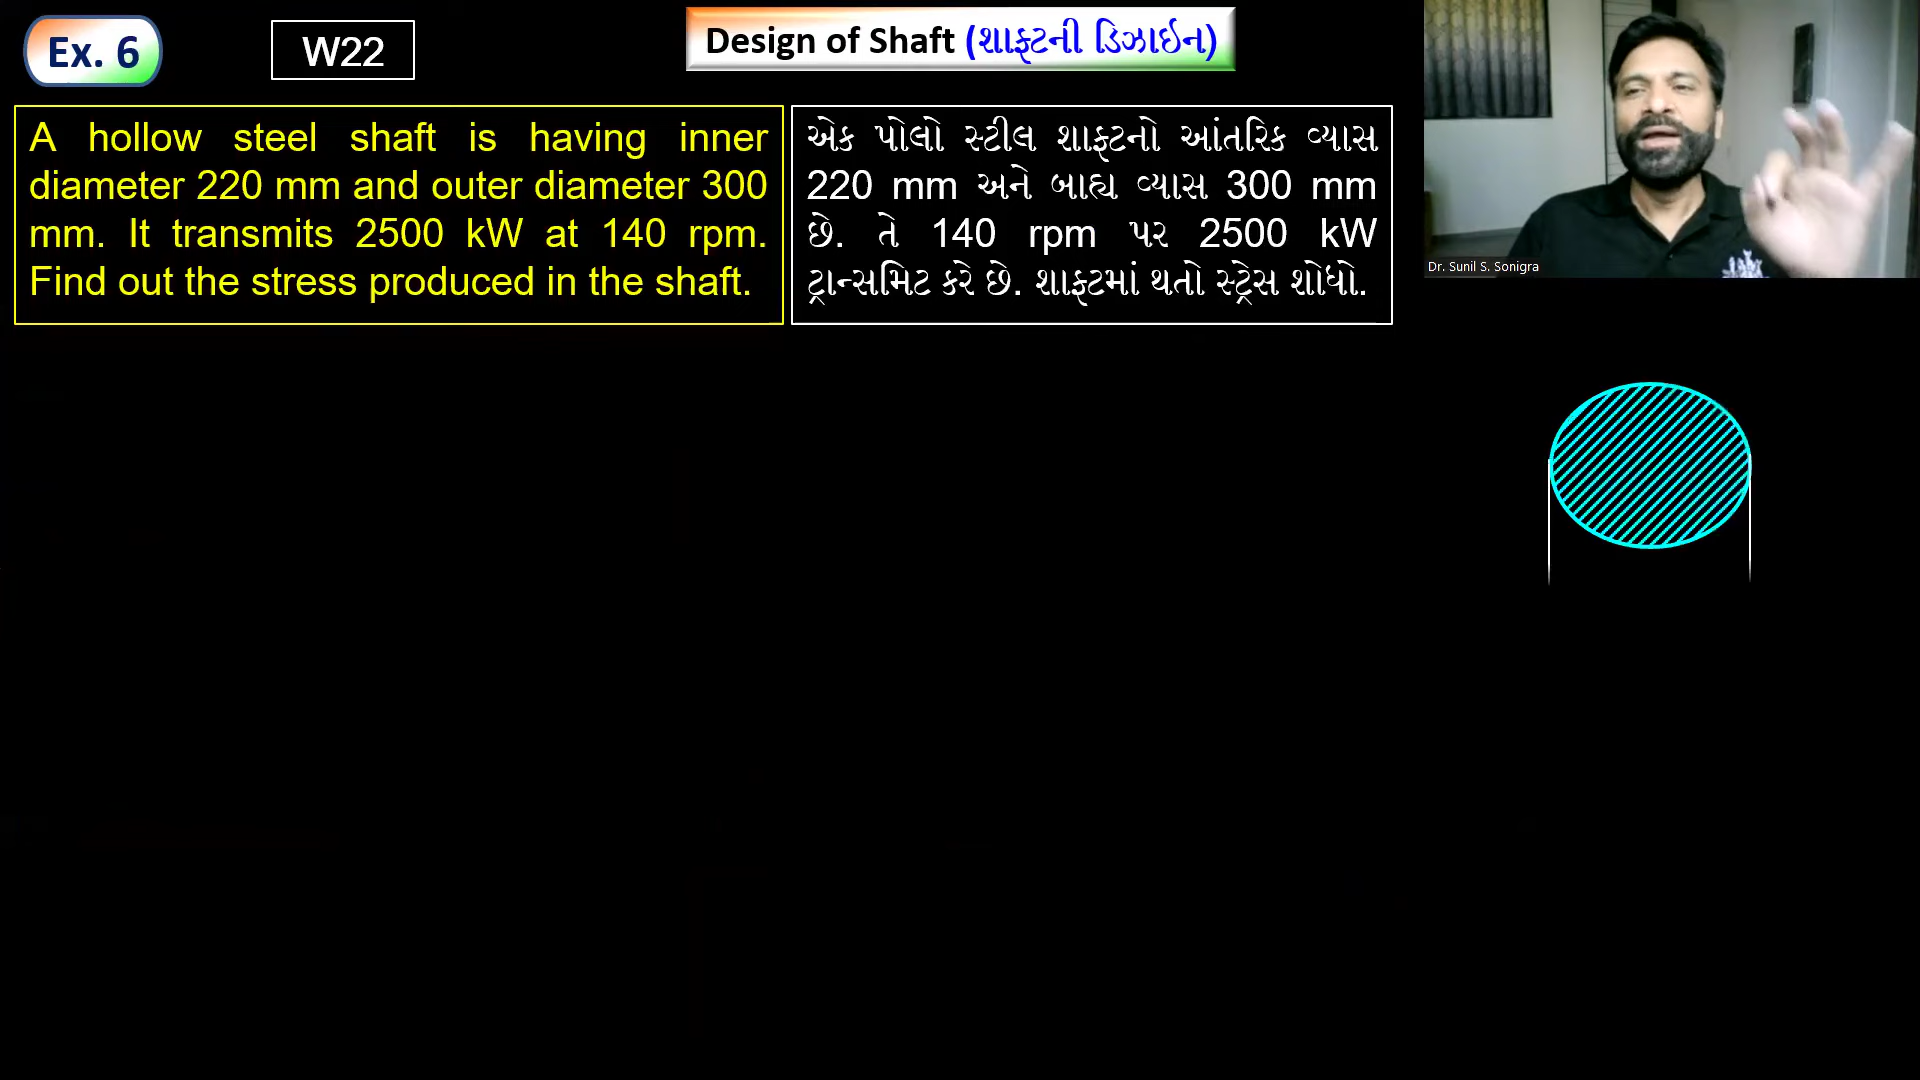 Ex. 6
W22
Design of Shaft (શાફ્ટની ડિઝાઈન)
A hollow steel shaft is having inner
diameter 220 mm and outer diameter 300
mm. It transmits 2500 kW at 140 rpm.
Find out the stress produced in the shaft.
એક પોલો સ્ટીલ શાફ્ટનો આંતરિક વ્યાસ
220 mm અને બાહ્ય વ્યાસ 300 mm
છે. તે 140 rpm પર 2500 kW
ટ્રાન્સમિટ કરે છે. શાફ્ટમાં થતો સ્ટ્રેસ શોધો.
Dr. Sunil S. Sonigra